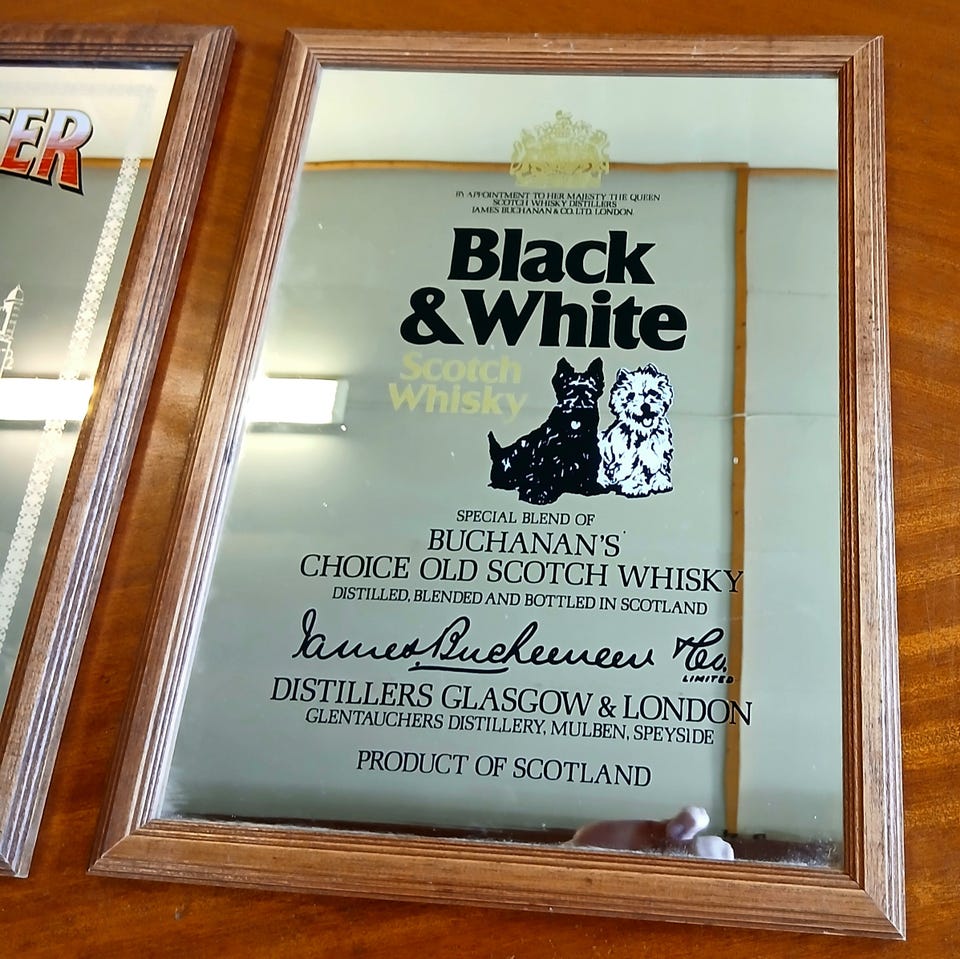 ER
BY APPOINTMENT TO HER MAJESTY THE QUEEN
SCOTCH WHISKY DISTILLERS
JAMES BUCHANAN & CO. LTD. LONDON.
Black
& White
Scotch
Whisky
SPECIAL BLEND OF
BUCHANAN'S
CHOICE OLD SCOTCH WHISKY
DISTILLED, BLENDED AND BOTTLED IN SCOTLAND
James Buchanan & Co.
LIMITED
DISTILLERS GLASGOW & LONDON
GLENTAUCHERS DISTILLERY, MULBEN, SPEYSIDE
PRODUCT OF SCOTLAND